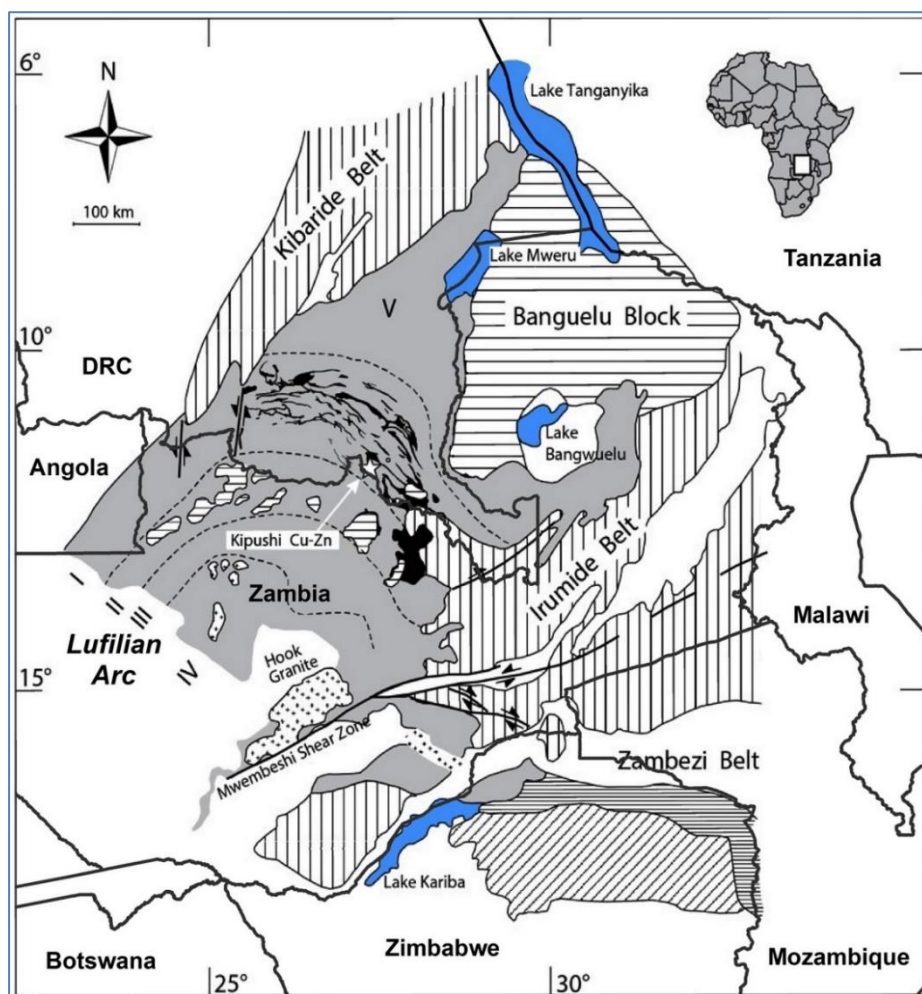 6°
N
100 km
Lake Tanganyika
Kibaride Belt
Lake Mweru
Tanzania
V
Banguelu Block
10°
DRC
Lake
Bangwuelu
Angola
Kipushi Cu-Zn
Irumide Belt
Zambia
I
II
III
IV
Malawi
Lufilian
Arc
Hook
Granite
15°
Mwembeshi Shear Zone
Zambezi Belt
Lake Kariba
Botswana
Zimbabwe
Mozambique
25°
30°